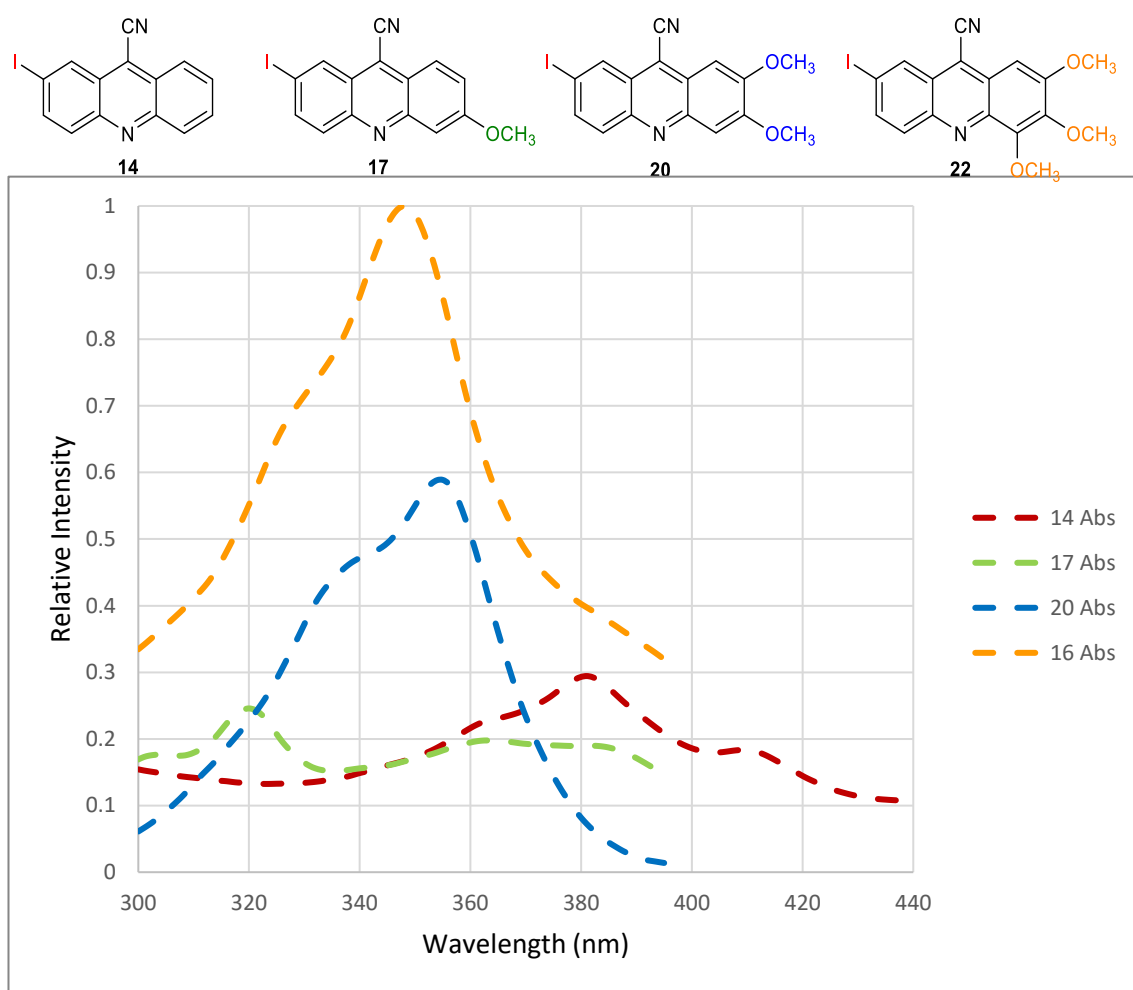 CN CN CN CN
I I I OCH3 I OCH3
N N OCH3 N OCH3 N OCH3
OCH3
14 17 20 22
1
0.9
0.8
0.7
0.6
0.5
0.4
0.3
0.2
0.1
0
Relative Intensity
300 320 340 360 380 400 420 440
Wavelength (nm)
14 Abs
17 Abs
20 Abs
16 Abs